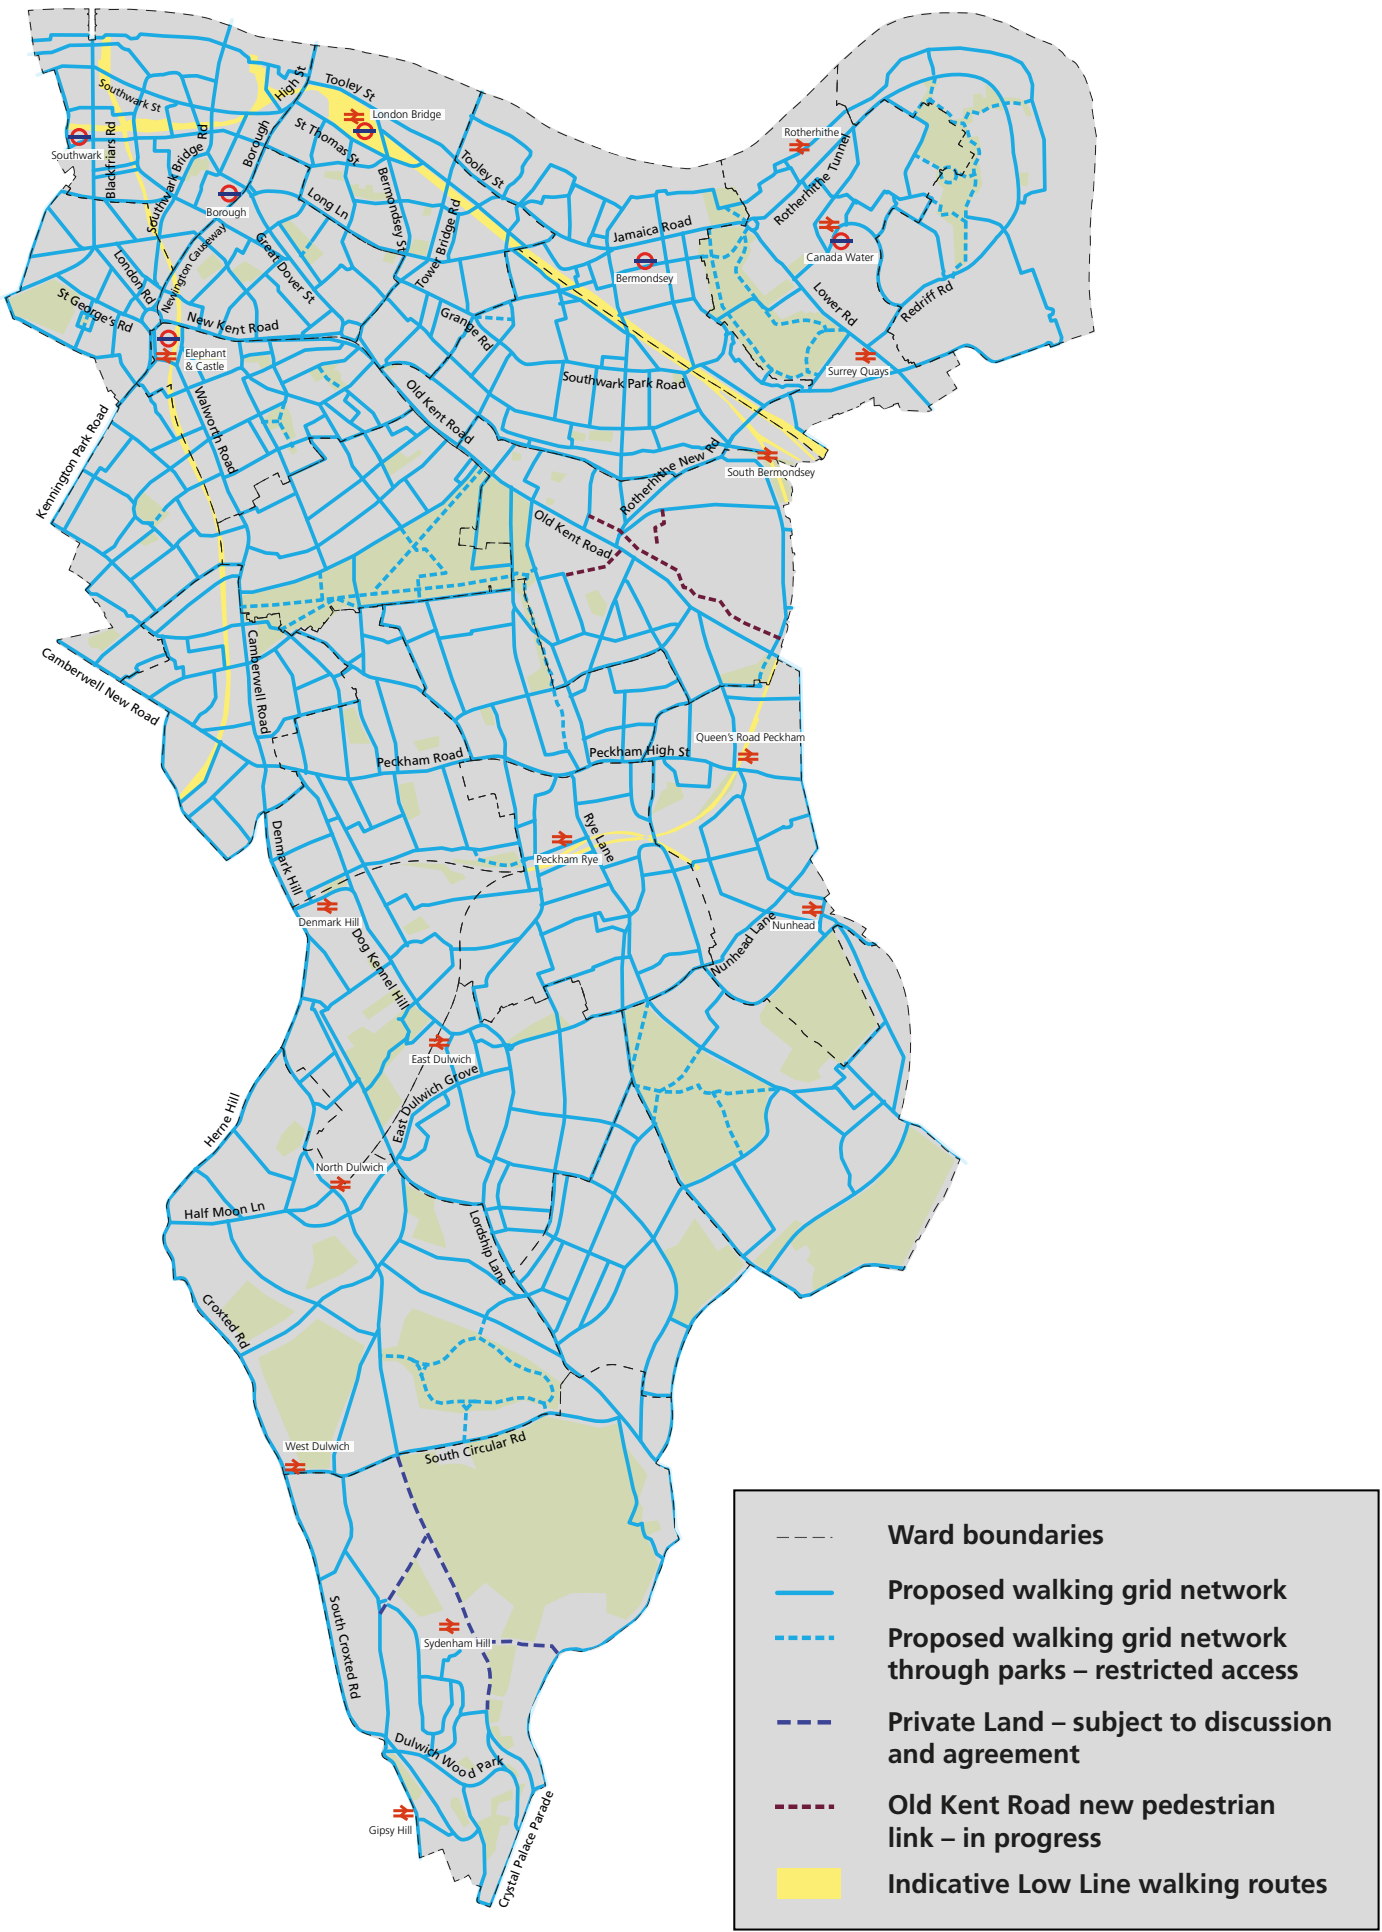 Southwark St
High St
Tooley St
London Bridge
Southwark
Blackfriars Rd
Southwark Bridge Rd
Borough
St Thomas St
Tooley St
Rotherhithe
Rotherhithe Tunnel
Borough
Long Ln
Bermondsey St
Tower Bridge Rd
Jamaica Road
Bermondsey
Canada Water
London Rd
Newington Causeway
Great Dover St
Lower Rd
Redriff Rd
St George's Rd
New Kent Road
Grange Rd
Elephant
& Castle
Surrey Quays
Southwark Park Road
Walworth Road
Old Kent Road
Kennington Park Road
Rotherhithe New Rd
South Bermondsey
Old Kent Road
Camberwell New Road
Camberwell Road
Queen's Road Peckham
Peckham Road
Peckham High St
Denmark Hill
Rye Lane
Peckham Rye
Denmark Hill
Dog Kennel Hill
Nunhead Lane
Nunhead
East Dulwich
East Dulwich Grove
Herne Hill
North Dulwich
Half Moon Ln
Lordship Lane
Croxted Rd
West Dulwich
South Circular Rd
South Croxted Rd
Sydenham Hill
Dulwich Wood Park
Gipsy Hill
Crystal Palace Parade
Ward boundaries
Proposed walking grid network
Proposed walking grid network
through parks – restricted access
Private Land – subject to discussion
and agreement
Old Kent Road new pedestrian
link – in progress
Indicative Low Line walking routes